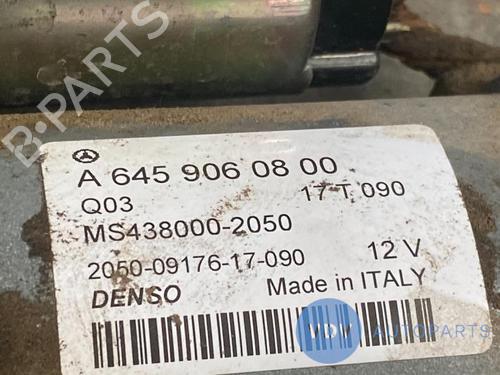 B-PARTS
A 645 906 08 00
Q03 17 T 090
MS438000-2050
2050-09176-17-090 12 V
DENSO Made in ITALY
VDV AUTOPARTS